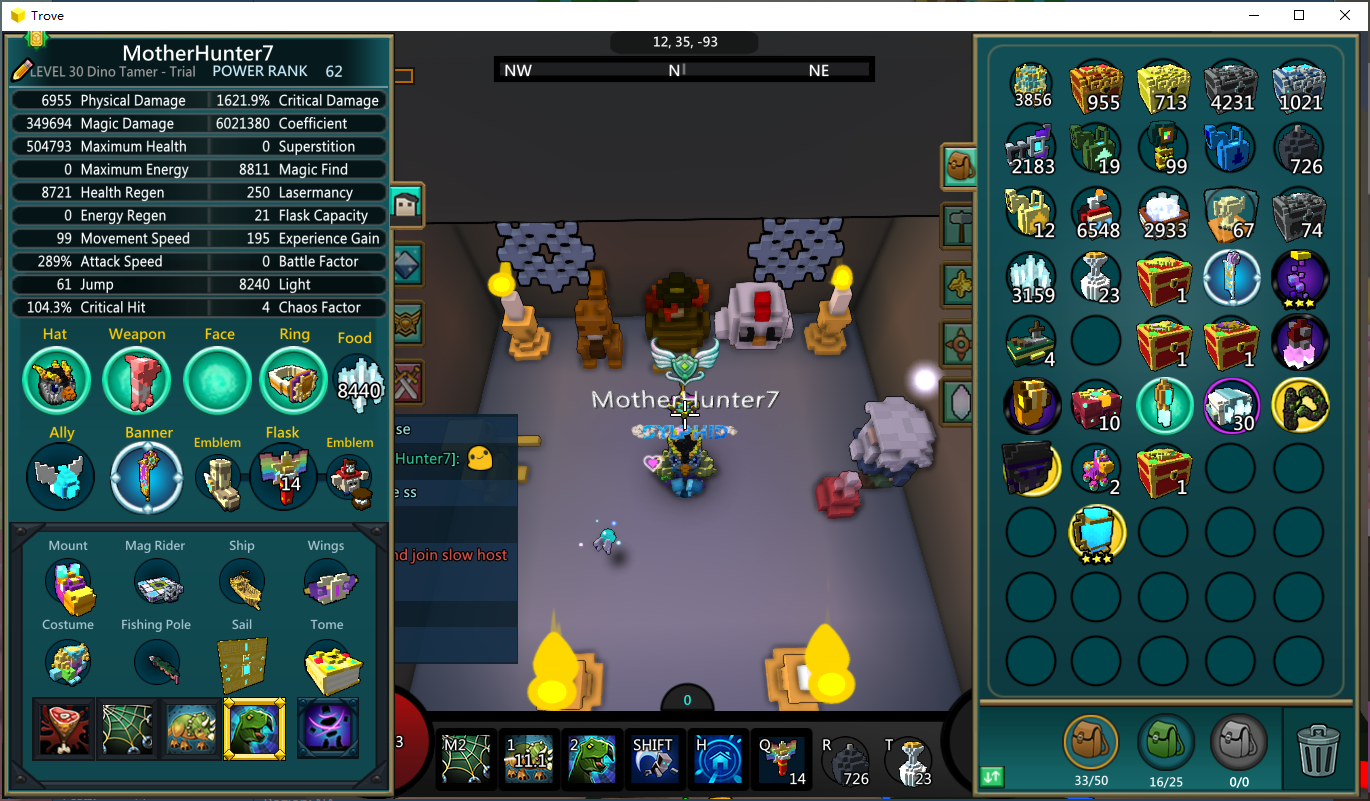 Trove
MotherHunter7
LEVEL 30 Dino Tamer - Trial POWER RANK 62
6955 Physical Damage 1621.9% Critical Damage
349694 Magic Damage 6021380 Coefficient
504793 Maximum Health 0 Superstition
0 Maximum Energy 8811 Magic Find
8721 Health Regen 250 Lasermancy
0 Energy Regen 21 Flask Capacity
99 Movement Speed 195 Experience Gain
289% Attack Speed 0 Battle Factor
61 Jump 8240 Light
104.3% Critical Hit 4 Chaos Factor
Hat Weapon Face Ring Food
8440
Ally Banner Emblem Flask Emblem
14
Mount Mag Rider Ship Wings
Costume Fishing Pole Sail Tome
12, 35, -93
NW N NE
MotherHunter7
SYLPHID
se
Hunter7]:
e ss
nd join slow host
0
3
M2 1 11.1 2 SHIFT H Q 14 R 726 T 23
3856 955 713 4231 1021
2183 19 99 726
12 6548 2933 67 74
3159 23 1
4 1 1
10 30
2 1
33/50 16/25 0/0